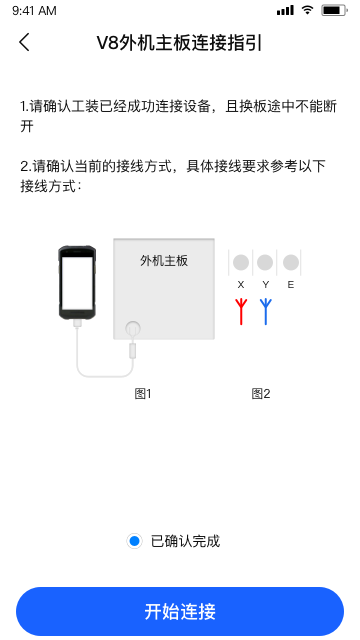 9:41 AM
V8外机主板连接指引
1.请确认工装已经成功连接设备，且换板途中不能断
开
2.请确认当前的接线方式，具体接线要求参考以下
接线方式：
外机主板
X Y E
图1 图2
已确认完成
开始连接